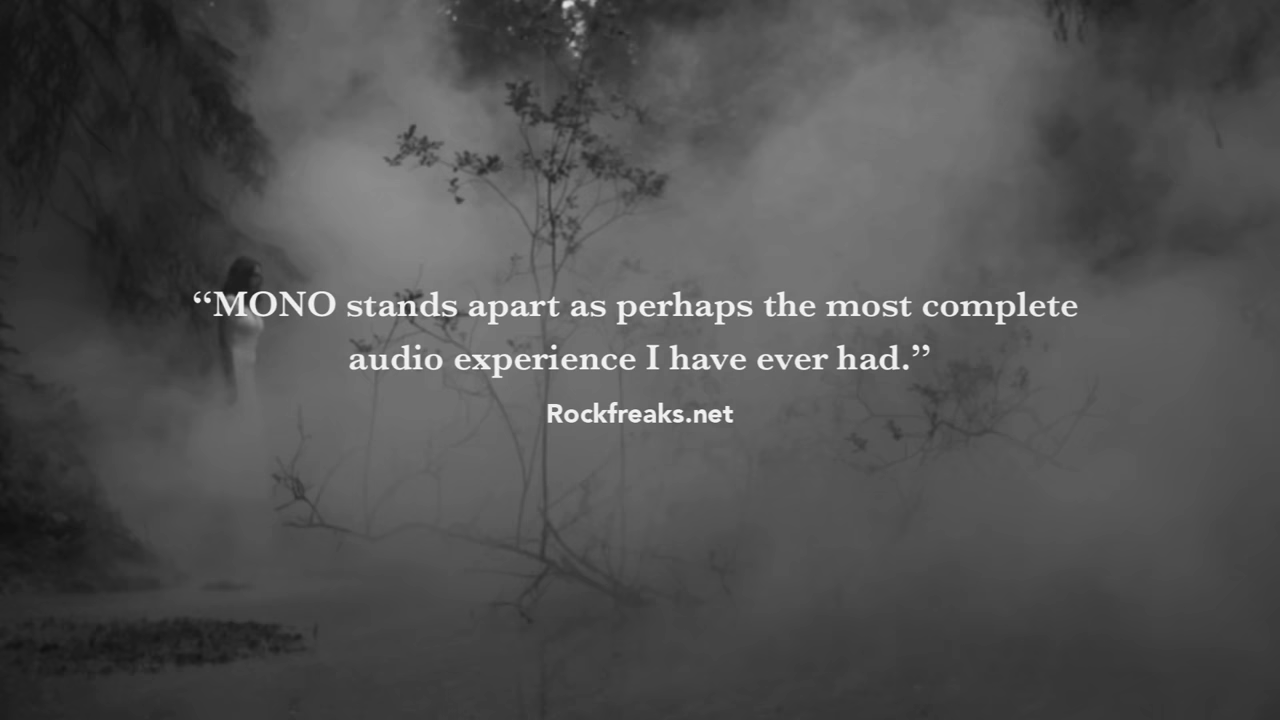 “MONO stands apart as perhaps the most complete
audio experience I have ever had.”
Rockfreaks.net